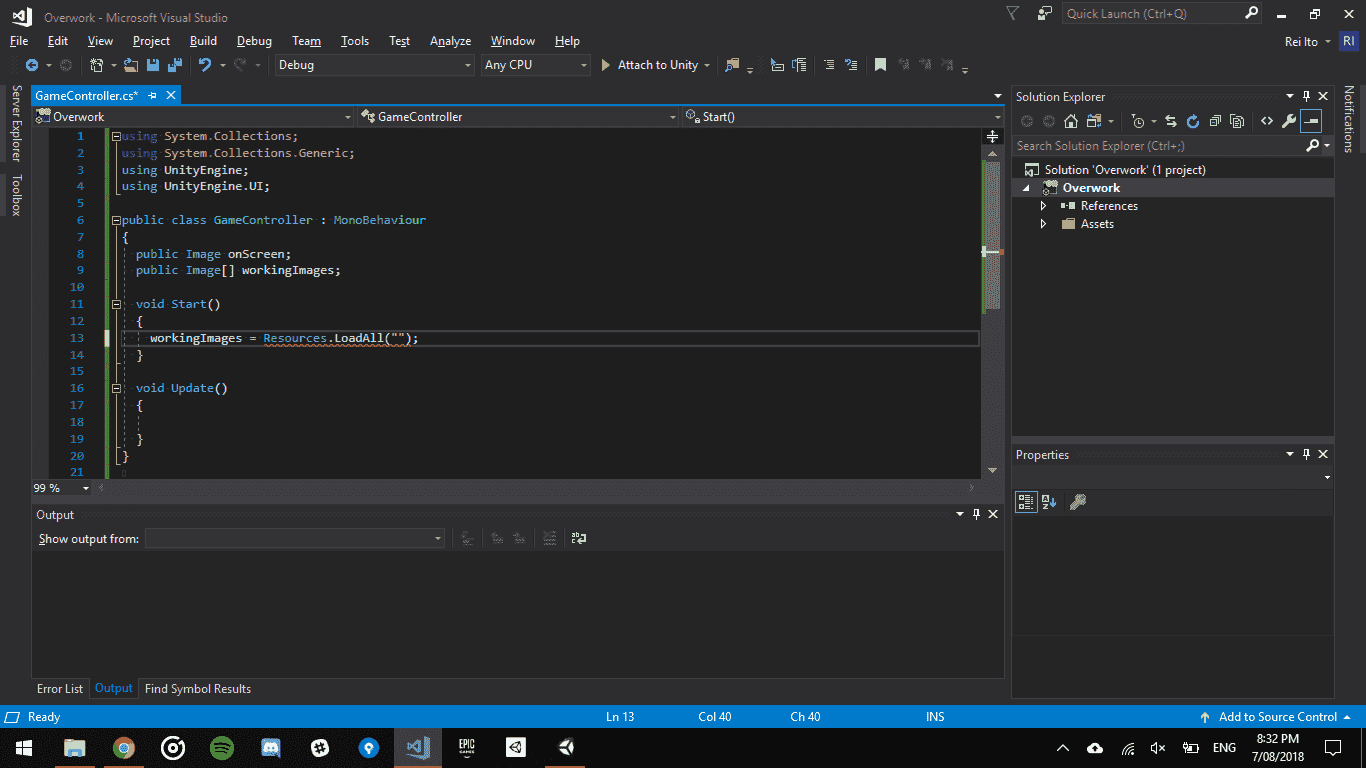 Overwork - Microsoft Visual Studio
Quick Launch (Ctrl+Q)
File Edit View Project Build Debug Team Tools Test Analyze Window Help
Rei Ito RI
Debug Any CPU Attach to Unity
Server Explorer
Toolbox
GameController.cs*
Overwork GameController Start()
1 using System.Collections;
2 using System.Collections.Generic;
3 using UnityEngine;
4 using UnityEngine.UI;
5
6 public class GameController : MonoBehaviour
7 {
8 public Image onScreen;
9 public Image[] workingImages;
10
11 void Start()
12 {
13 workingImages = Resources.LoadAll("");
14 }
15
16 void Update()
17 {
18
19 }
20 }
21
99 %
Output
Show output from:
Error List Output Find Symbol Results
Solution Explorer
Search Solution Explorer (Ctrl+;)
Solution 'Overwork' (1 project)
Overwork
References
Assets
Properties
Notifications
Ready Ln 13 Col 40 Ch 40 INS Add to Source Control
EPIC
GAMES
ENG
8:32 PM
7/08/2018